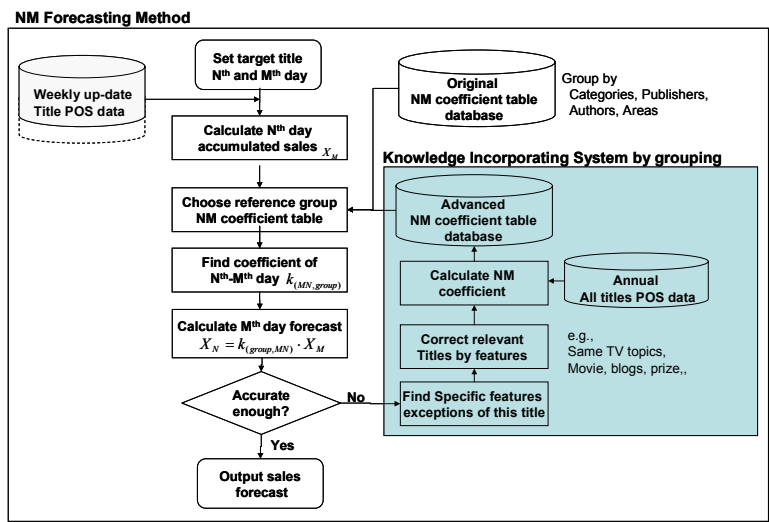 NM Forecasting Method
Set target title
Nth and Mth day
Weekly up-date
Title POS data
Original
NM coefficient table
database
Group by
Categories, Publishers,
Authors, Areas
Calculate Nth day
accumulated sales X_M
Knowledge Incorporating System by grouping
Choose reference group
NM coefficient table
Advanced
NM coefficient table
database
Find coefficient of
Nth-Mth day k_(MN,group)
Calculate NM
coefficient
Annual
All titles POS data
Calculate Mth day forecast
X_N = k_(group,MN) · X_M
Correct relevant
Titles by features
e.g.,
Same TV topics,
Movie, blogs, prize,,
Accurate
enough?
No
Find Specific features
exceptions of this title
Yes
Output sales
forecast